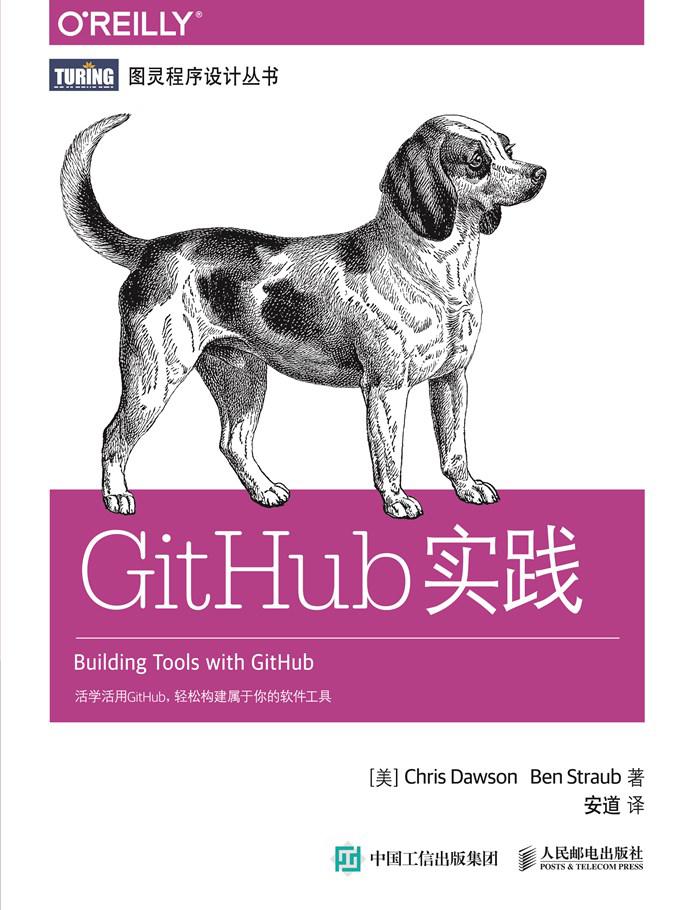 O'REILLY®
TURING 图灵程序设计丛书
GitHub实践
Building Tools with GitHub
活学活用GitHub，轻松构建属于你的软件工具
[美] Chris Dawson Ben Straub 著
安道 译
中国工信出版集团 人民邮电出版社
POSTS & TELECOM PRESS